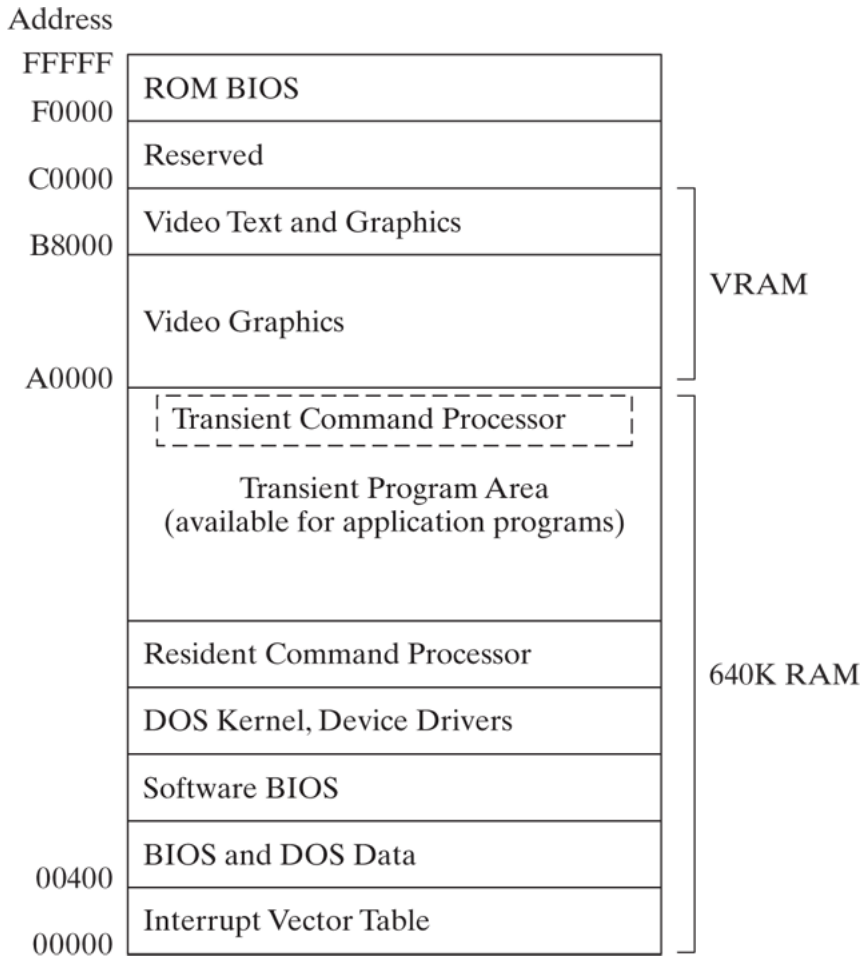 Address
FFFFF
ROM BIOS
F0000
Reserved
C0000
Video Text and Graphics
B8000
VRAM
Video Graphics
A0000
Transient Command Processor
Transient Program Area
(available for application programs)
Resident Command Processor
640K RAM
DOS Kernel, Device Drivers
Software BIOS
BIOS and DOS Data
00400
Interrupt Vector Table
00000